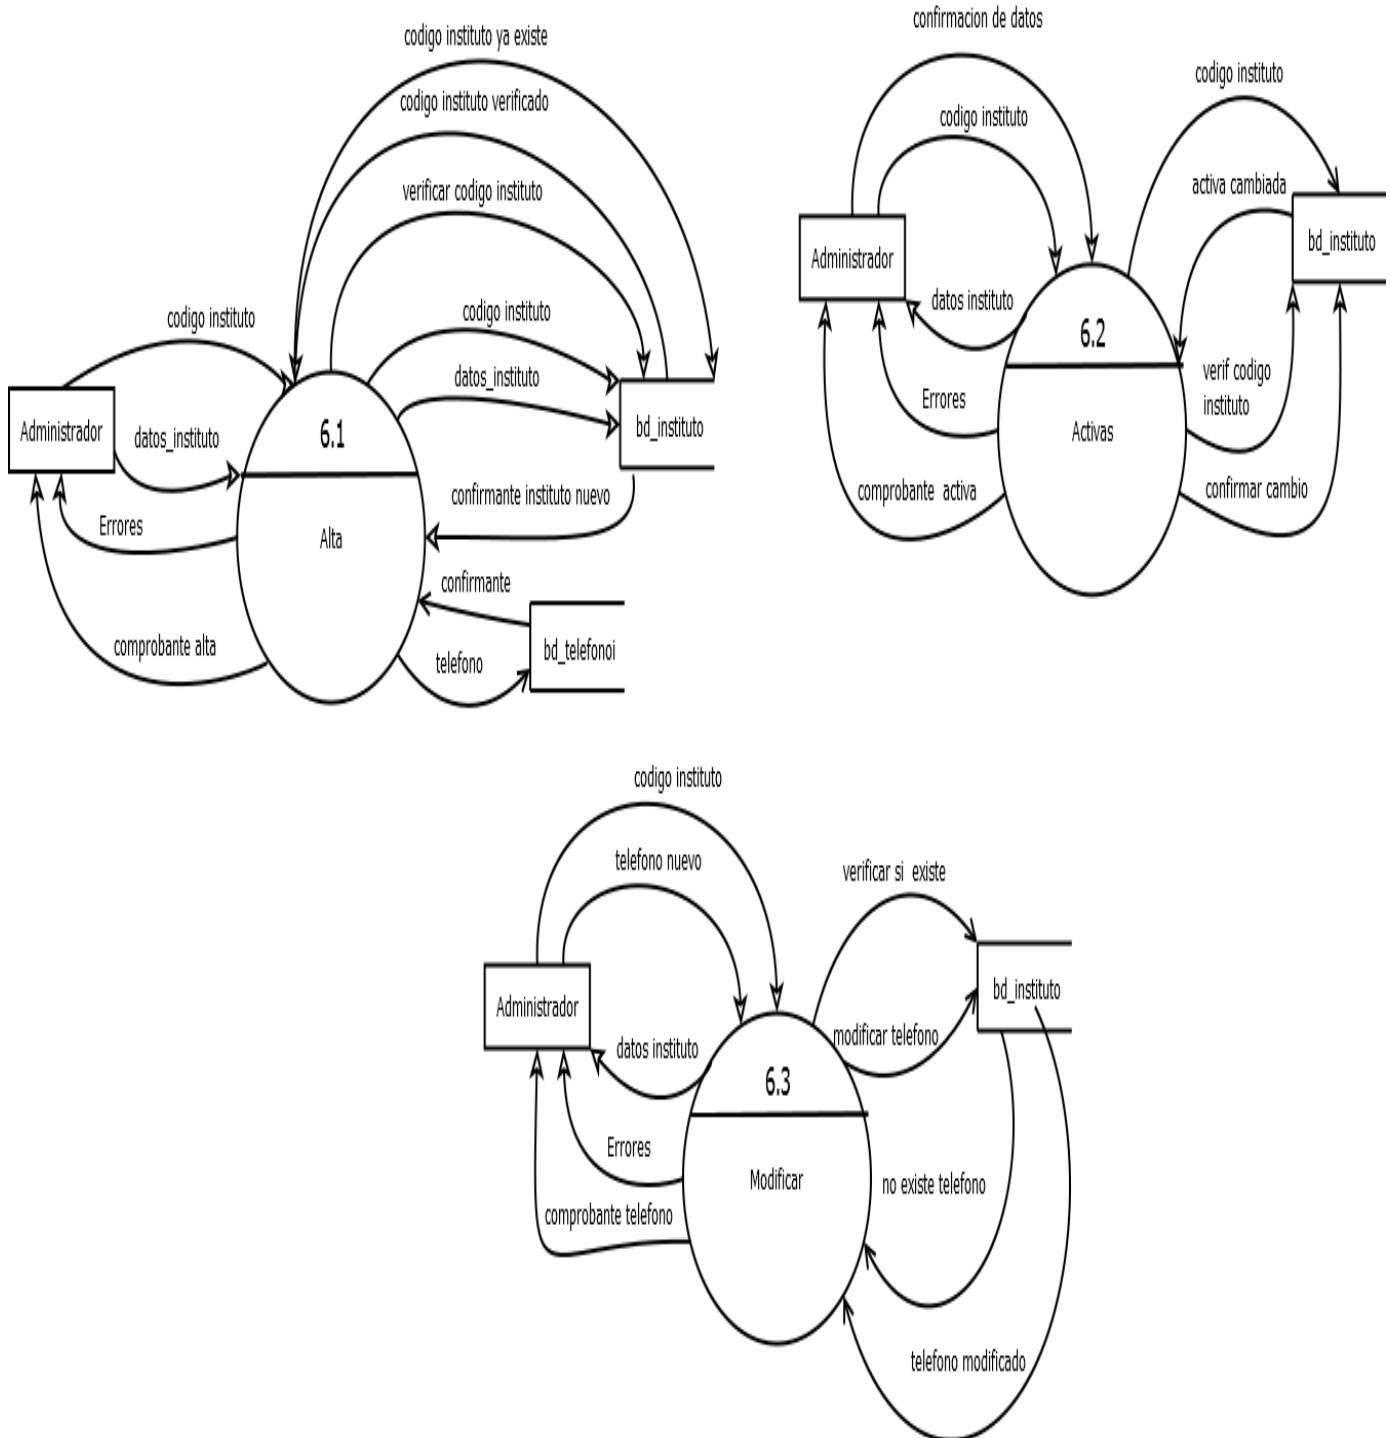 codigo instituto ya existe
codigo instituto verificado
verificar codigo instituto
codigo instituto
codigo instituto
datos_instituto
Administrador
datos_instituto
6.1
bd_instituto
confirmante instituto nuevo
Errores
Alta
confirmante
comprobante alta
telefono
bd_telefonoi
confirmacion de datos
codigo instituto
codigo instituto
activa cambiada
Administrador
bd_instituto
datos instituto
6.2
verif codigo
instituto
Errores
Activas
comprobante activa
confirmar cambio
codigo instituto
telefono nuevo
verificar si existe
Administrador
bd_instituto
datos instituto
modificar telefono
6.3
Errores
Modificar
no existe telefono
comprobante telefono
telefono modificado